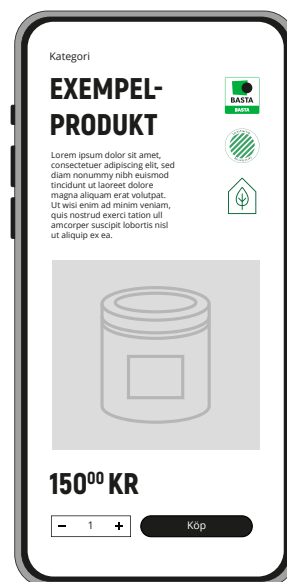 Kategori
EXEMPEL-
PRODUKT
BASTA
BASTA
Lorem ipsum dolor sit amet,
consectetuer adipiscing elit, sed
diam nonummy nibh euismod
tincidunt ut laoreet dolore
magna aliquam erat volutpat.
Ut wisi enim ad minim veniam,
quis nostrud exerci tation ull
amcorper suscipit lobortis nisl
ut aliquip ex ea.
150⁰⁰ KR
– 1 +
Köp